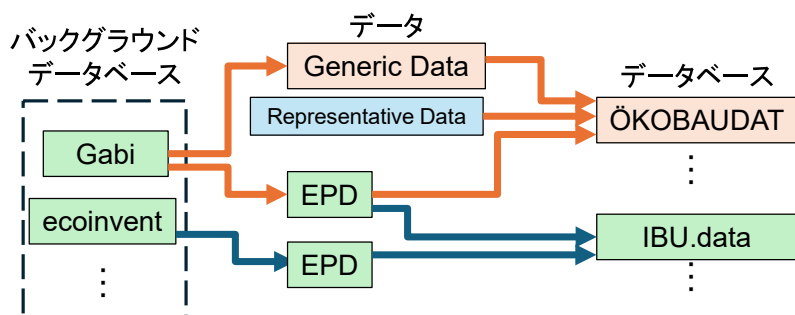 バックグラウンド
データベース
Gabi
ecoinvent
⋮
データ
Generic Data
Representative Data
EPD
EPD
データベース
ÖKOBAUDAT
⋮
IBU.data
⋮